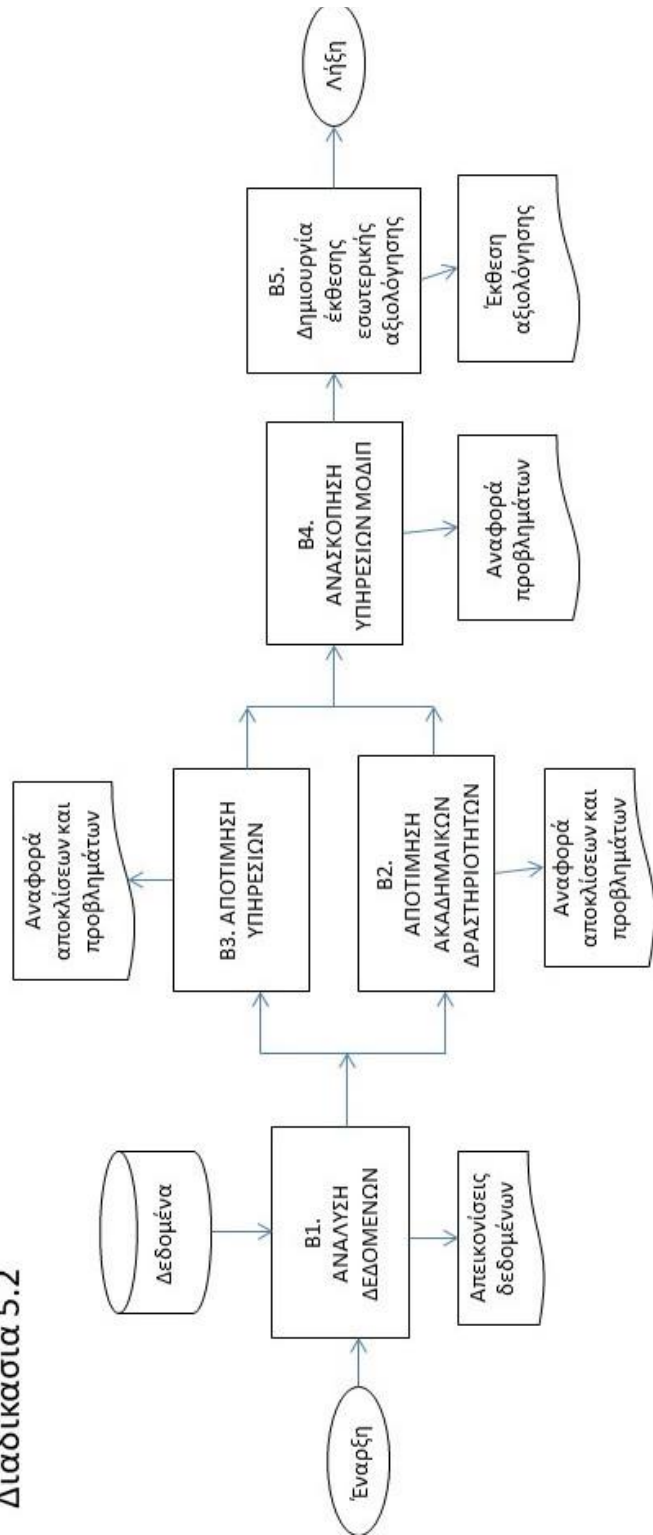 Διαδικασία 5.2
Έναρξη
Δεδομένα
Β1.
ΑΝΑΛΥΣΗ
ΔΕΔΟΜΕΝΩΝ
Απεικονίσεις
δεδομένων
Αναφορά
αποκλίσεων και
προβλημάτων
Β3. ΑΠΟΤΙΜΗΣΗ
ΥΠΗΡΕΣΙΩΝ
Β2.
ΑΠΟΤΙΜΗΣΗ
ΑΚΑΔΗΜΑΙΚΩΝ
ΔΡΑΣΤΗΡΙΟΤΗΤΩΝ
Αναφορά
αποκλίσεων και
προβλημάτων
Β4.
ΑΝΑΣΚΟΠΗΣΗ
ΥΠΗΡΕΣΙΩΝ ΜΟΔΙΠ
Αναφορά
προβλημάτων
Β5.
Δημιουργία
έκθεσης
εσωτερικής
αξιολόγησης
Έκθεση
αξιολόγησης
Λήξη